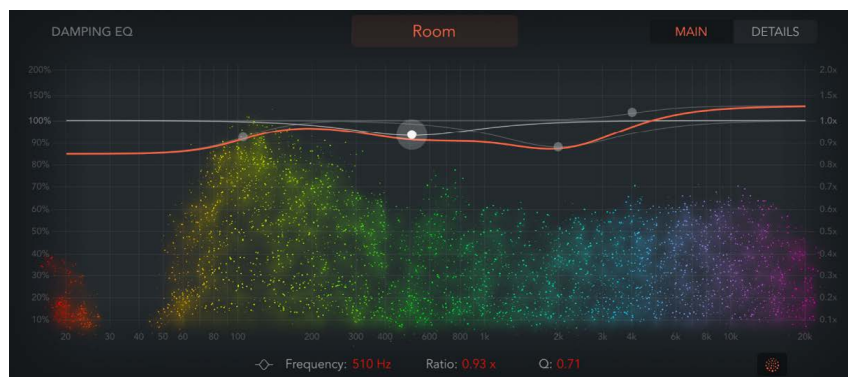 DAMPING EQ Room MAIN DETAILS
200% 2.0x
150% 1.5x
100% 1.0x
90% 0.9x
80% 0.8x
70% 0.7x
60% 0.6x
50% 0.5x
40% 0.4x
30% 0.3x
20% 0.2x
10% 0.1x
20 30 40 50 60 80 100 200 300 400 500 600 800 1k 2k 3k 4k 6k 8k 10k 20k
Frequency: 510 Hz Ratio: 0.93 x Q: 0.71